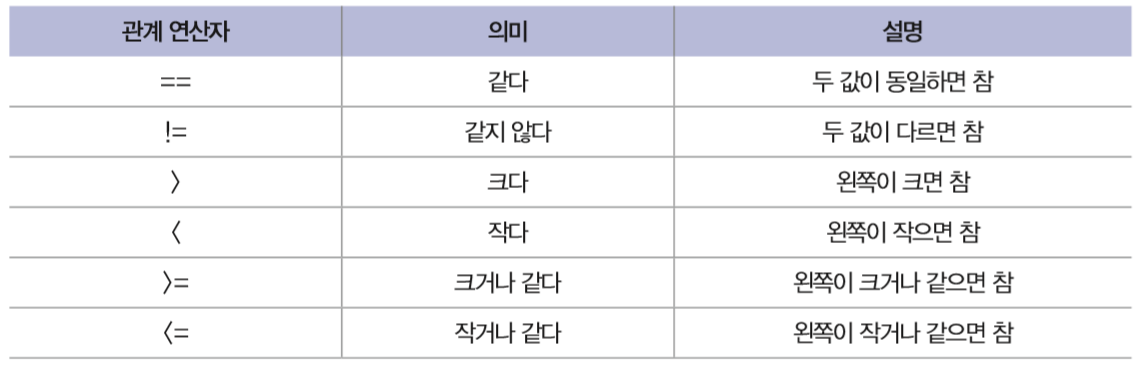 관계 연산자 의미 설명
== 같다 두 값이 동일하면 참
!= 같지 않다 두 값이 다르면 참
> 크다 왼쪽이 크면 참
< 작다 왼쪽이 작으면 참
>= 크거나 같다 왼쪽이 크거나 같으면 참
<= 작거나 같다 왼쪽이 작거나 같으면 참